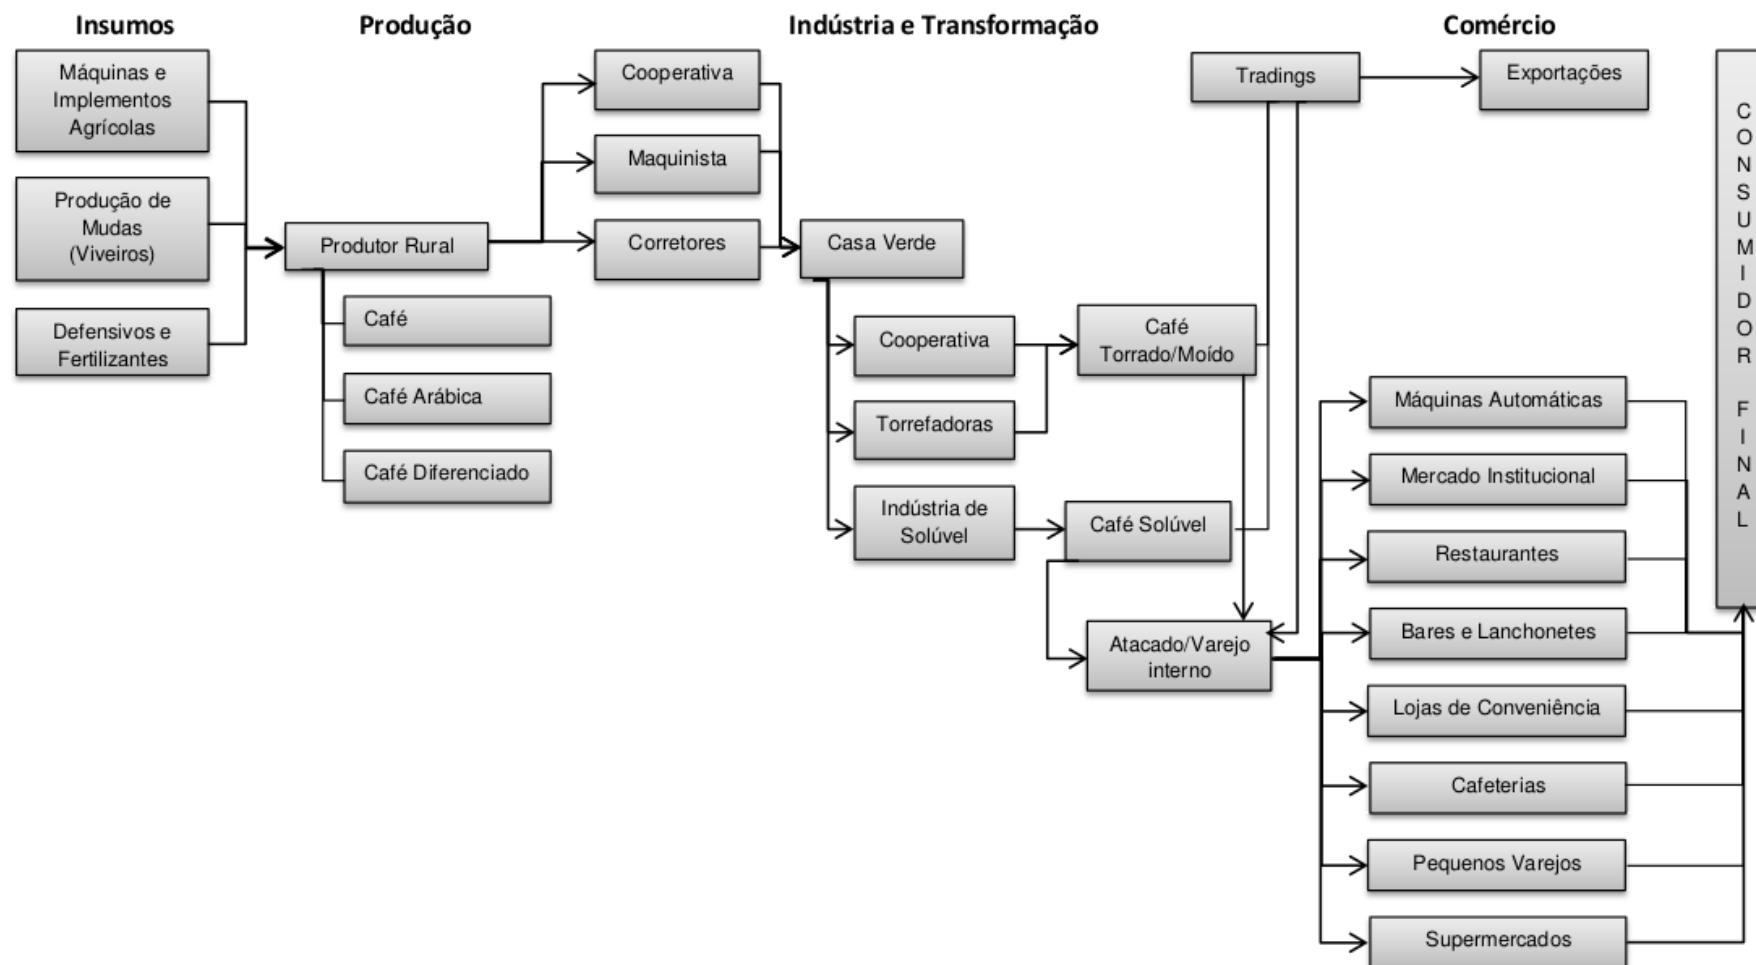 Insumos
Produção
Indústria e Transformação
Comércio
Máquinas e
Implementos
Agrícolas
Produção de
Mudas
(Viveiros)
Defensivos e
Fertilizantes
Produtor Rural
Café
Café Arábica
Café Diferenciado
Cooperativa
Maquinista
Corretores
Casa Verde
Cooperativa
Torrefadoras
Indústria de
Solúvel
Café
Torrado/Moído
Café Solúvel
Tradings
Exportações
Atacado/Varejo
interno
Máquinas Automáticas
Mercado Institucional
Restaurantes
Bares e Lanchonetes
Lojas de Conveniência
Cafeterias
Pequenos Varejos
Supermercados
CONSUMIDOR FINAL